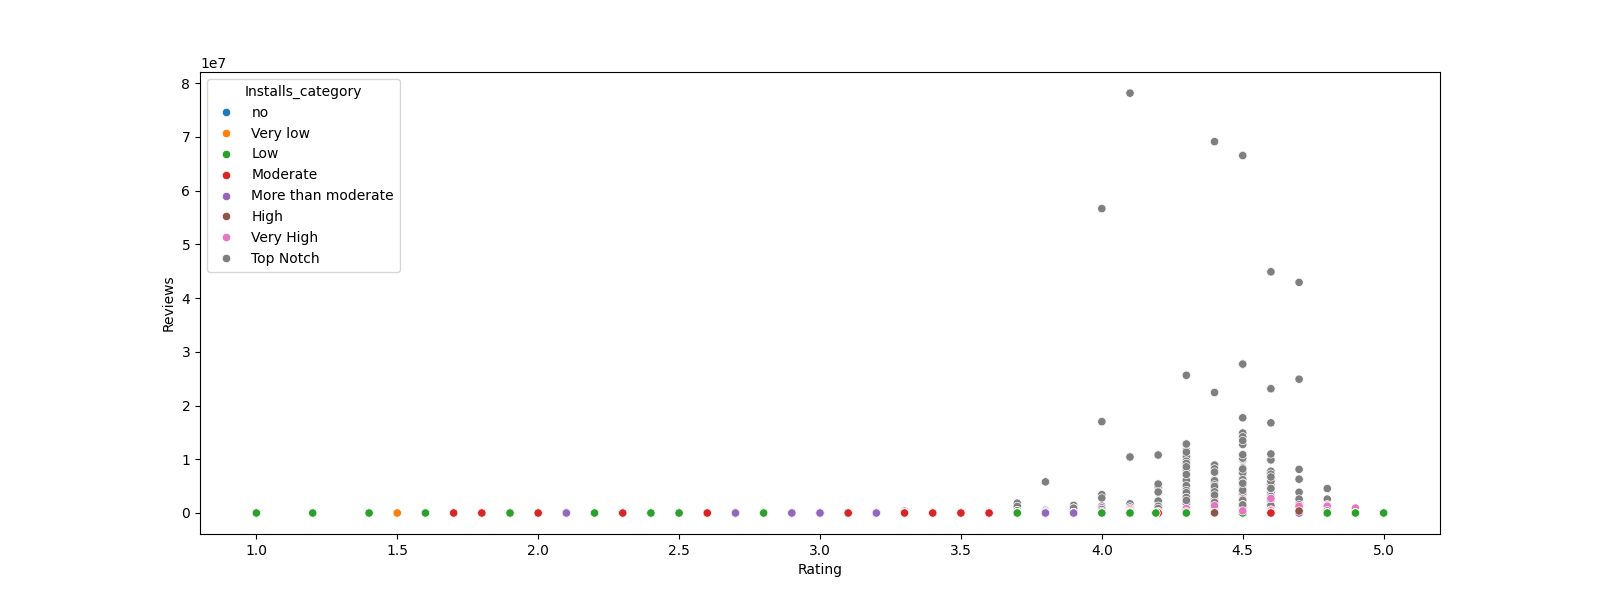 1e7
8
7
6
5
4
3
2
1
0
Reviews
Installs_category
no
Very low
Low
Moderate
More than moderate
High
Very High
Top Notch
1.0 1.5 2.0 2.5 3.0 3.5 4.0 4.5 5.0
Rating